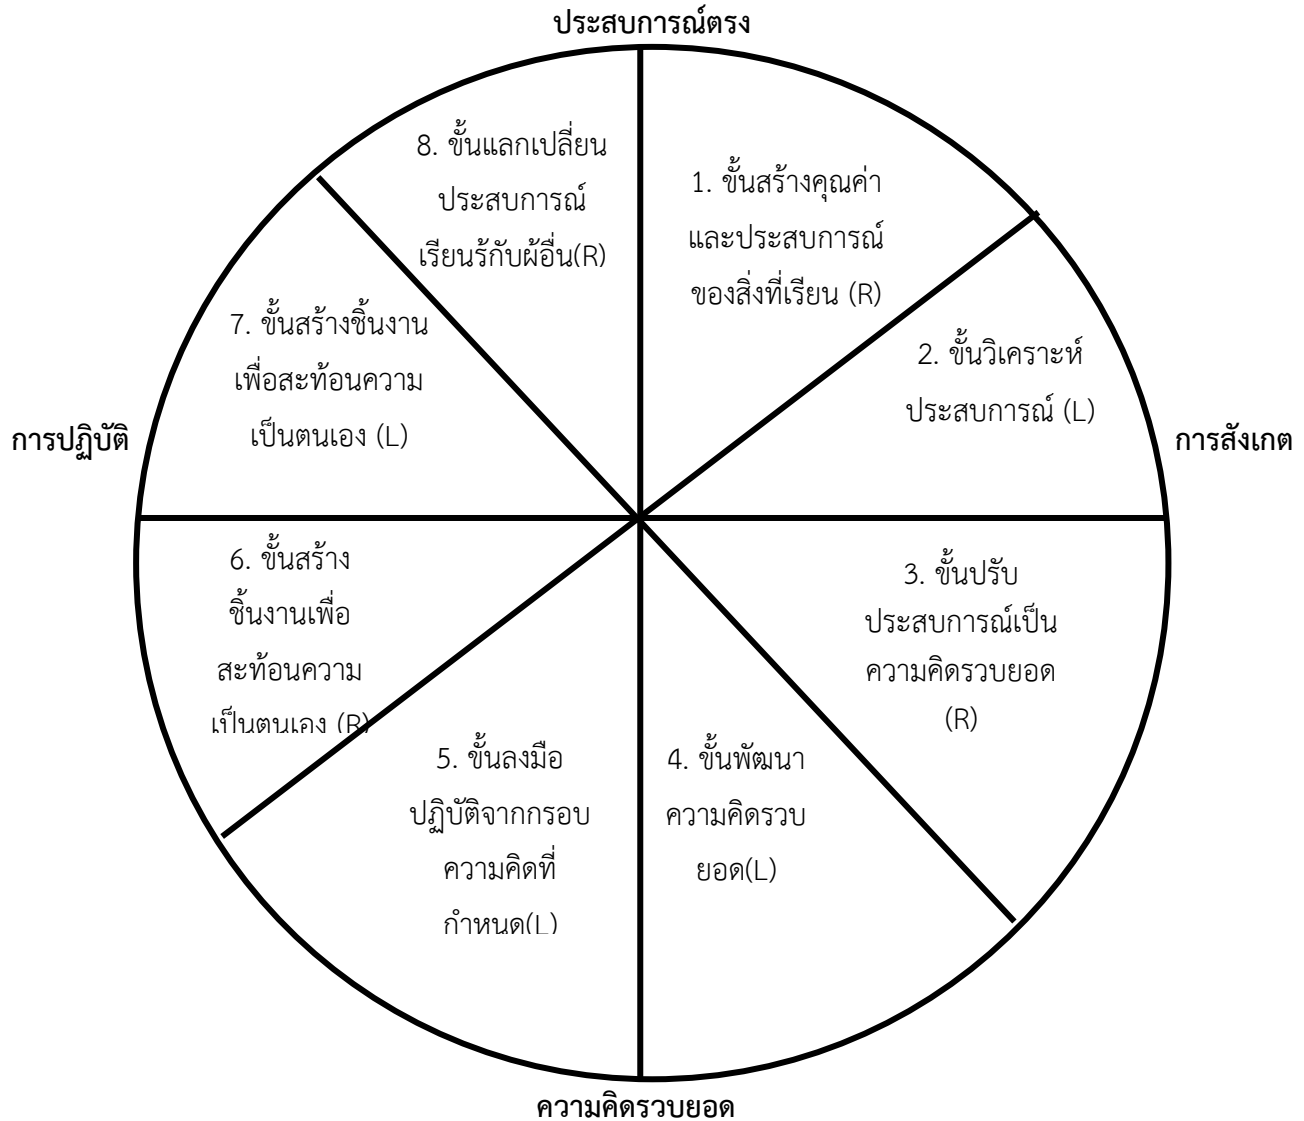 ประสบการณ์ตรง
8. ขั้นแลกเปลี่ยน
ประสบการณ์
เรียนรู้กับผู้อื่น(R)
1. ขั้นสร้างคุณค่า
และประสบการณ์
ของสิ่งที่เรียน (R)
7. ขั้นสร้างชิ้นงาน
เพื่อสะท้อนความ
เป็นตนเอง (L)
2. ขั้นวิเคราะห์
ประสบการณ์ (L)
การปฏิบัติ
การสังเกต
6. ขั้นสร้าง
ชิ้นงานเพื่อ
สะท้อนความ
เป็นตนเอง (R)
3. ขั้นปรับ
ประสบการณ์เป็น
ความคิดรวบยอด
(R)
5. ขั้นลงมือ
ปฏิบัติจากกรอบ
ความคิดที่
กำหนด(L)
4. ขั้นพัฒนา
ความคิดรวบ
ยอด(L)
ความคิดรวบยอด